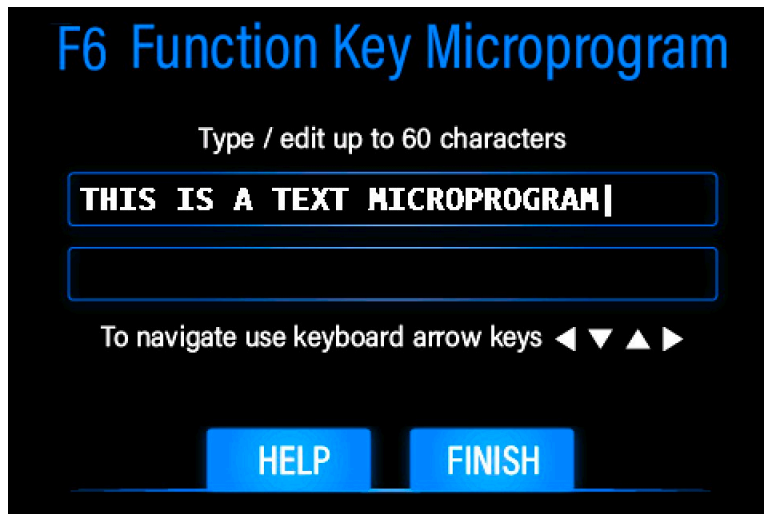 F6 Function Key Microprogram
Type / edit up to 60 characters
THIS IS A TEXT MICROPROGRAM
To navigate use keyboard arrow keys ◀ ▼ ▲ ▶
HELP FINISH